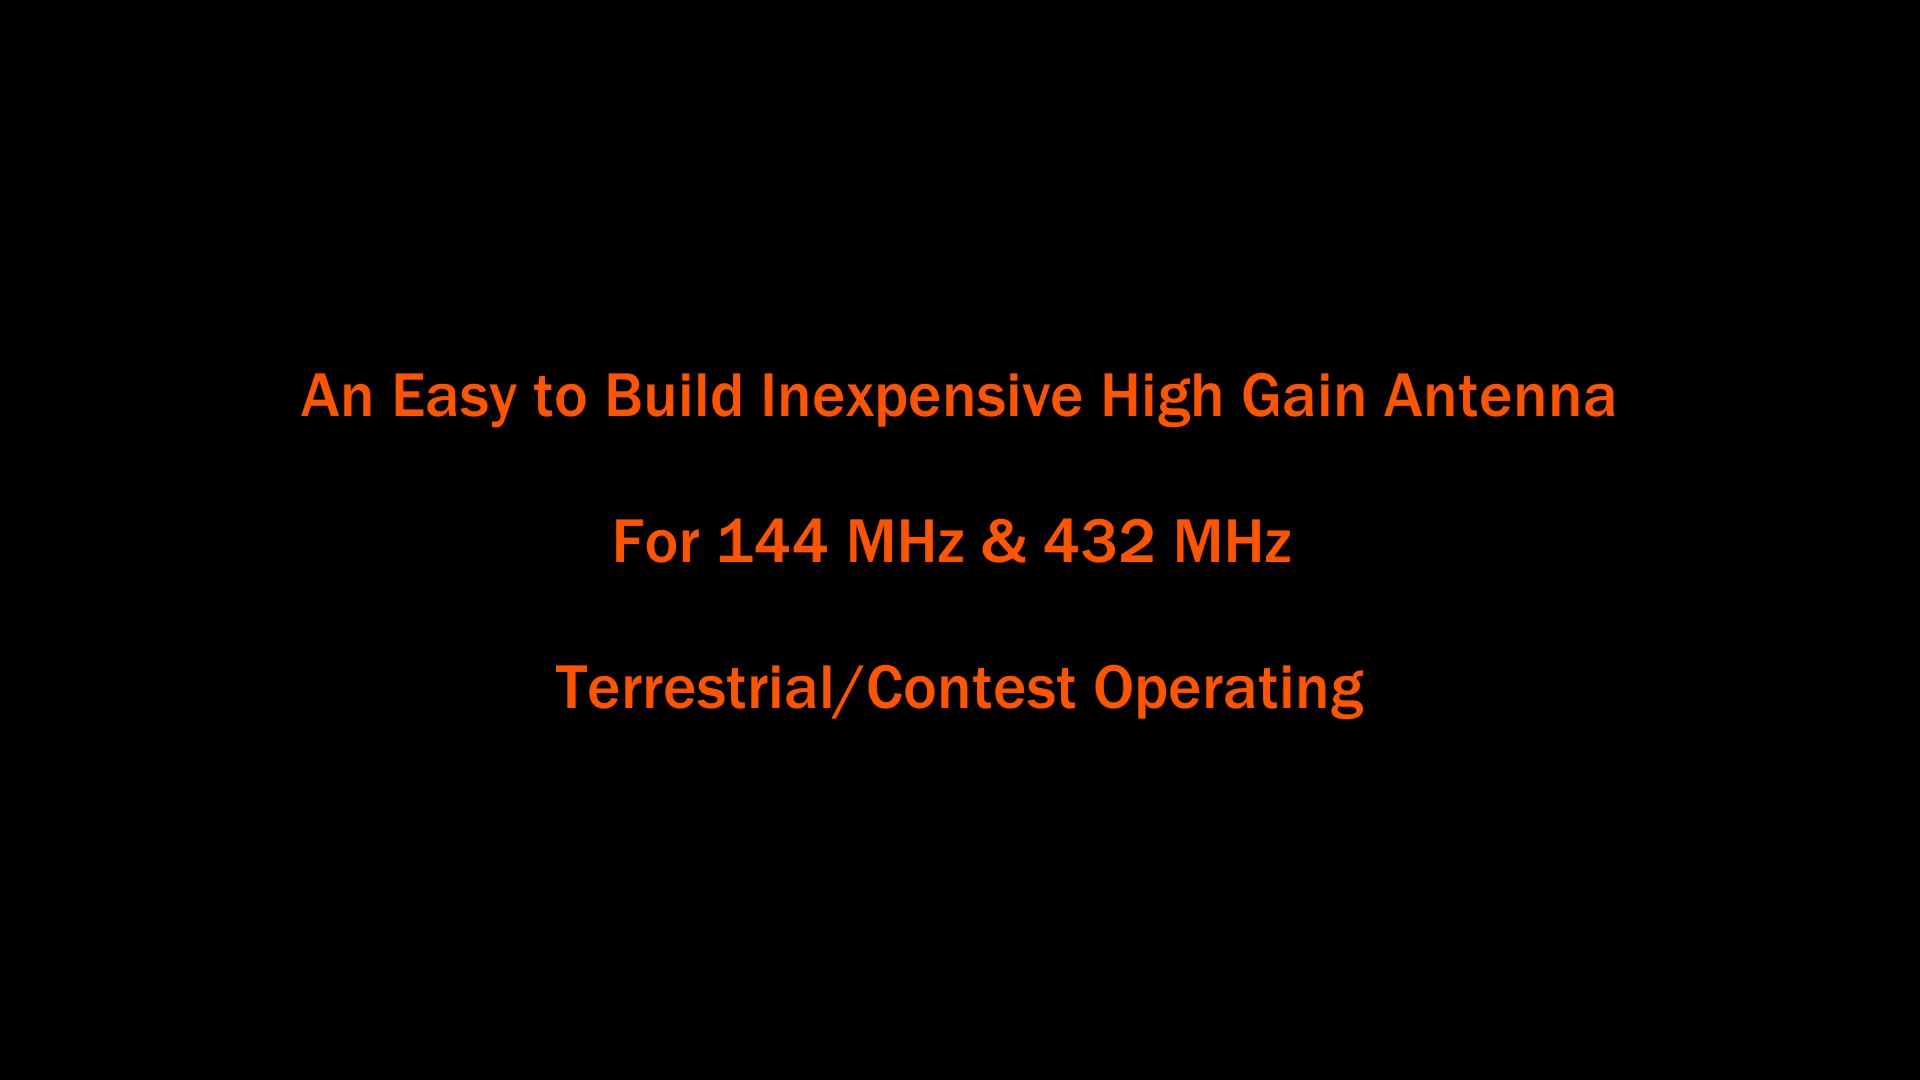 An Easy to Build Inexpensive High Gain Antenna
For 144 MHz & 432 MHz
Terrestrial/Contest Operating